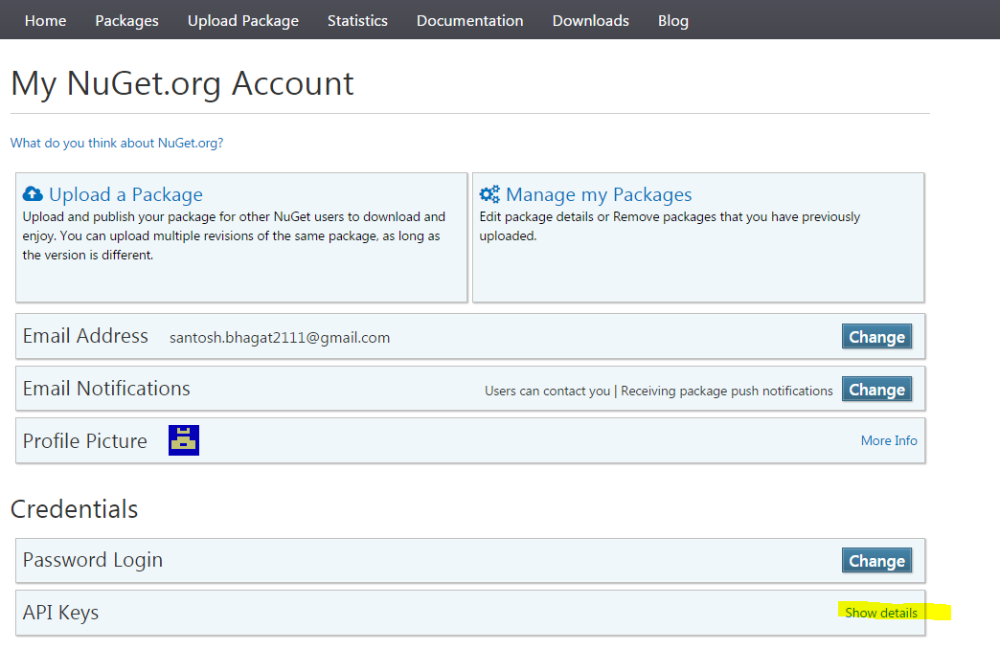 Home Packages Upload Package Statistics Documentation Downloads Blog
My NuGet.org Account
What do you think about NuGet.org?
Upload a Package
Upload and publish your package for other NuGet users to download and
enjoy. You can upload multiple revisions of the same package, as long as
the version is different.
Manage my Packages
Edit package details or Remove packages that you have previously
uploaded.
Email Address santosh.bhagat2111@gmail.com Change
Email Notifications Users can contact you | Receiving package push notifications Change
Profile Picture More Info
Credentials
Password Login Change
API Keys Show details